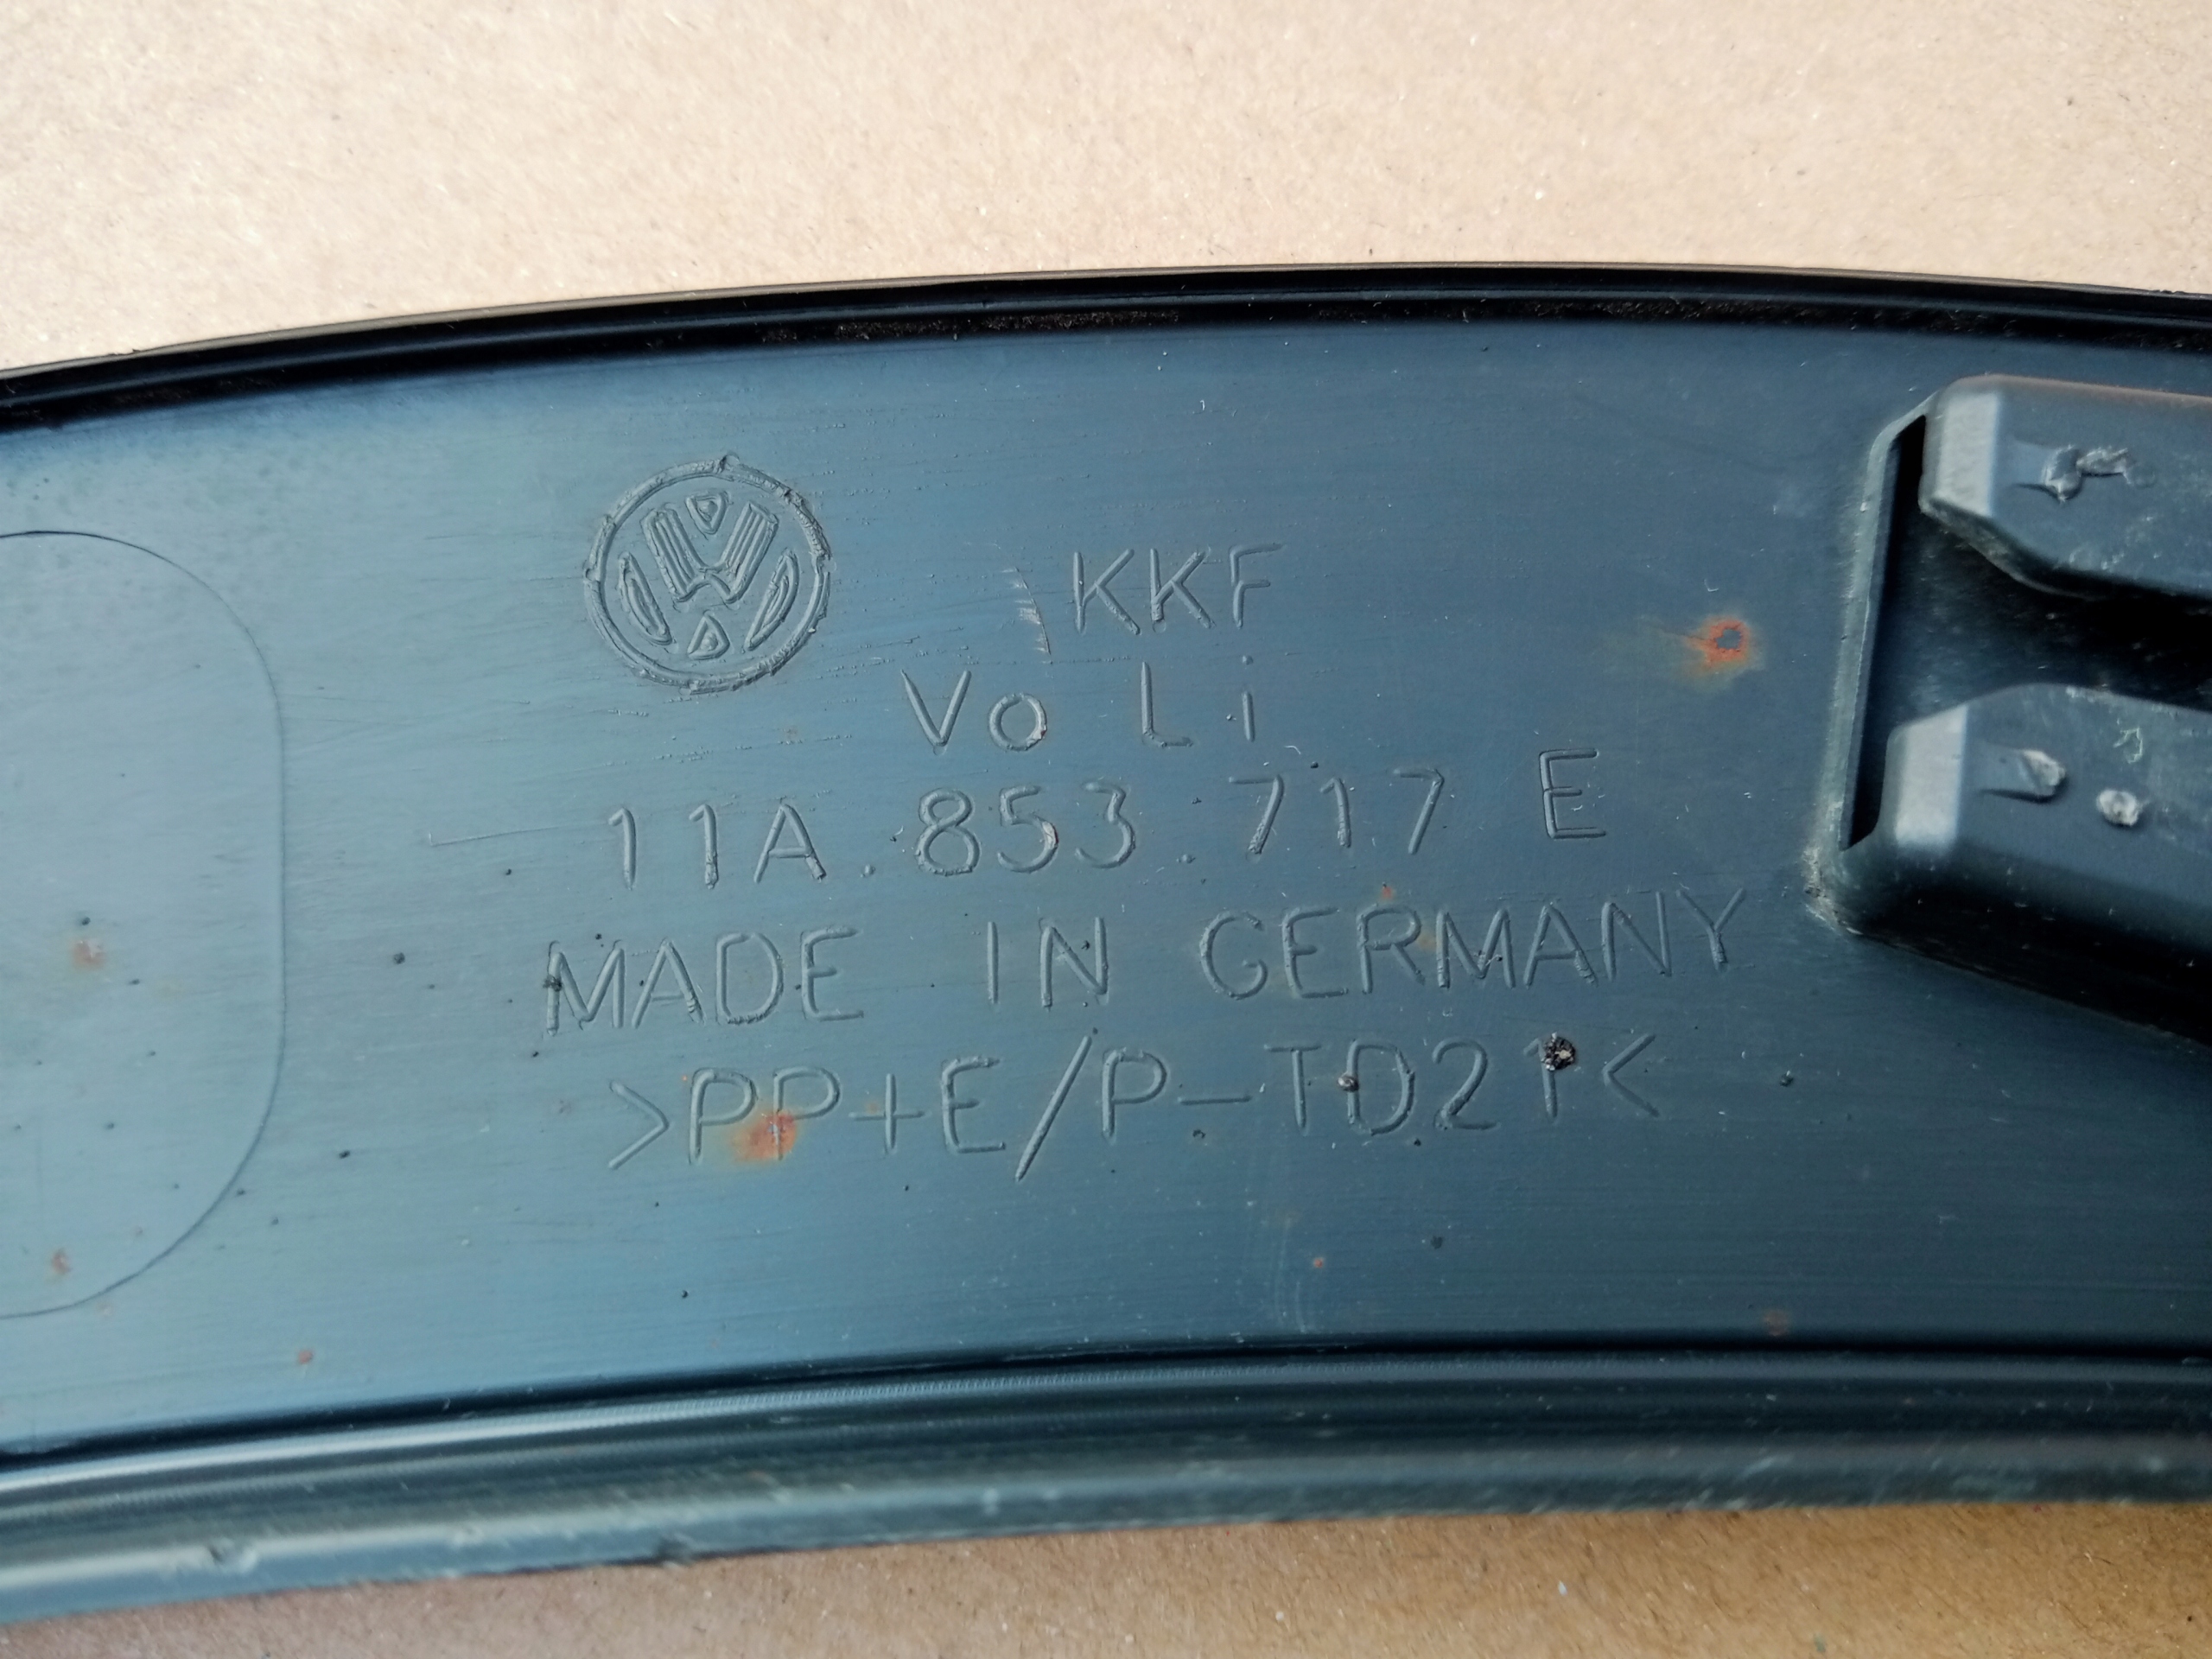 KKF
Vo Li
11A.853.717 E
MADE IN GERMANY
>PP+E/P-TD21<